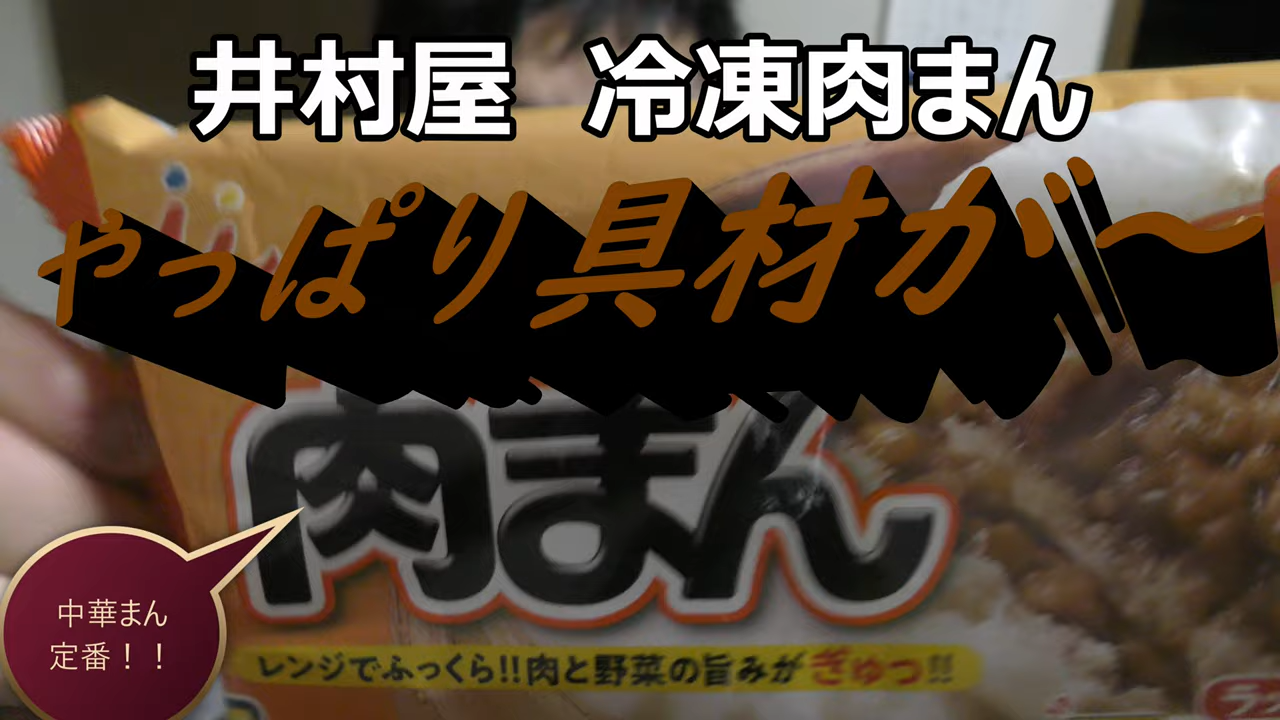 井村屋　冷凍肉まん
やっぱり具材が～
肉まん
中華まん
定番！！
レンジでふっくら!!肉と野菜の旨みがぎゅっ!!